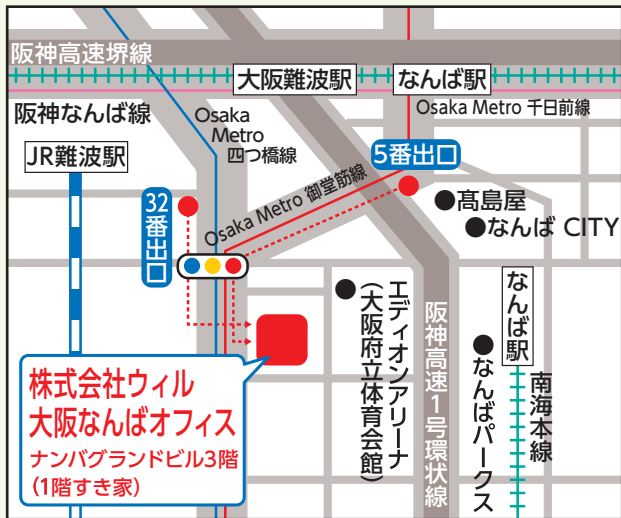 阪神高速堺線
大阪難波駅
なんば駅
阪神なんば線
Osaka Metro 千日前線
Osaka
Metro
四つ橋線
JR難波駅
5番出口
32番出口
Osaka Metro 御堂筋線
●髙島屋
●なんば CITY
なんば駅
●エディオンアリーナ
(大阪府立体育会館)
阪神高速1号環状線
●なんばパークス
南海本線
株式会社ウィル
大阪なんばオフィス
ナンバグランドビル3階
(1階すき家)